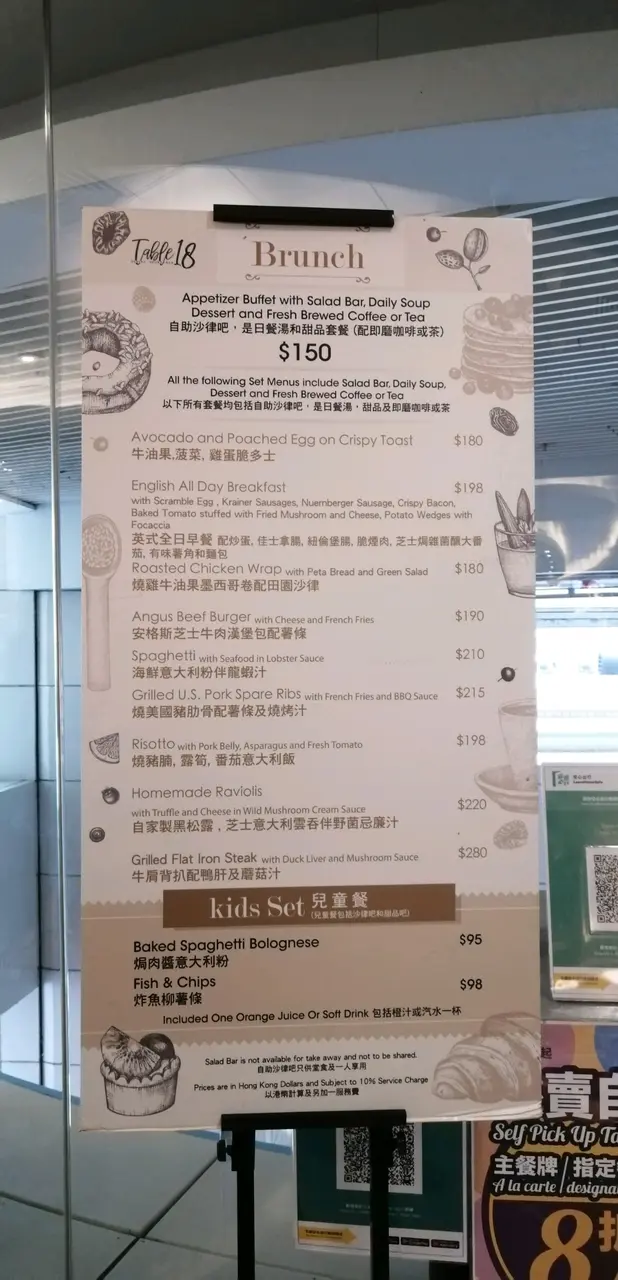 Table 18
Brunch
Appetizer Buffet with Salad Bar, Daily Soup
Dessert and Fresh Brewed Coffee or Tea
自助沙律吧，是日餐湯和甜品套餐 (配即磨咖啡或茶)
$150
All the following Set Menus include Salad Bar, Daily Soup,
Dessert and Fresh Brewed Coffee or Tea
以下所有套餐均包括自助沙律吧，是日餐湯，甜品及即磨咖啡或茶
Avocado and Poached Egg on Crispy Toast $180
牛油果,菠菜, 雞蛋脆多士
English All Day Breakfast $198
with Scramble Egg , Krainer Sausages, Nuernberger Sausage, Crispy Bacon,
Baked Tomato stuffed with Fried Mushroom and Cheese, Potato Wedges with
Focaccia
英式全日早餐 配炒蛋, 佳士拿腸, 紐倫堡腸, 脆煙肉, 芝士焗雜菌釀大番
茄, 有味薯角和麵包
Roasted Chicken Wrap with Peta Bread and Green Salad $180
燒雞牛油果墨西哥卷配田園沙律
Angus Beef Burger with Cheese and French Fries $190
安格斯芝士牛肉漢堡包配薯條
Spaghetti with Seafood in Lobster Sauce $210
海鮮意大利粉伴龍蝦汁
Grilled U.S. Pork Spare Ribs with French Fries and BBQ Sauce $215
燒美國豬肋骨配薯條及燒烤汁
Risotto with Pork Belly, Asparagus and Fresh Tomato $198
燒豬腩, 露筍, 番茄意大利飯
Homemade Raviolis
with Truffle and Cheese in Wild Mushroom Cream Sauce $220
自家製黑松露，芝士意大利雲吞伴野菌忌廉汁
Grilled Flat Iron Steak with Duck Liver and Mushroom Sauce $280
牛肩背扒配鴨肝及蘑菇汁
kids Set 兒童餐
(兒童餐包括沙律吧和甜品吧)
Baked Spaghetti Bolognese $95
焗肉醬意大利粉
Fish & Chips $98
炸魚柳薯條
Included One Orange Juice Or Soft Drink 包括橙汁或汽水一杯
Salad Bar is not available for take away and not to be shared.
自助沙律吧只供堂食及一人享用
Prices are in Hong Kong Dollars and Subject to 10% Service Charge
以港幣計算及另加一服務費
賣自
Self Pick Up
主餐牌/指定
A la carte
8折